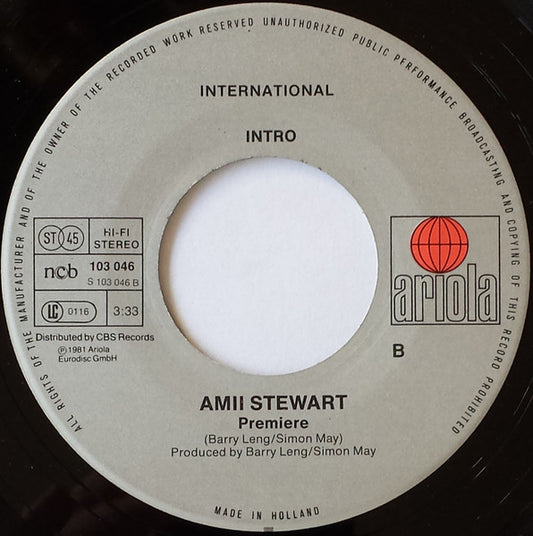 ALL RIGHTS OF THE MANUFACTURER AND OF THE OWNER OF THE RECORDED WORK RESERVED UNAUTHORIZED PUBLIC PERFORMANCE BROADCASTING AND COPYING OF THIS RECORD PROHIBITED
INTERNATIONAL
INTRO
ST 45
HI-FI
STEREO
ncb
103 046
S 103 046 B
LC 0116
3:33
Distributed by CBS Records
℗ 1981 Ariola
Eurodisc GmbH
ariola
B
AMII STEWART
Premiere
(Barry Leng/Simon May)
Produced by Barry Leng/Simon May
MADE IN HOLLAND